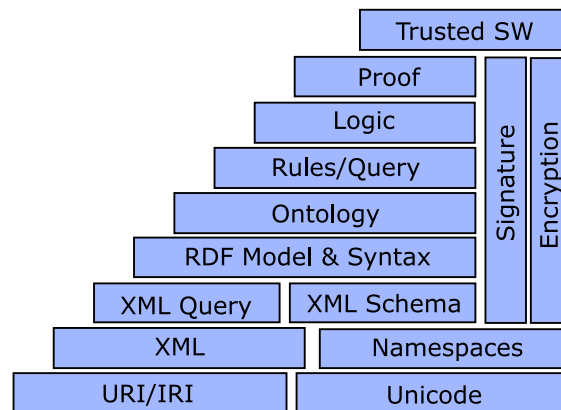 Trusted SW
Proof
Logic
Rules/Query
Ontology
RDF Model & Syntax
XML Query
XML Schema
Signature
Encryption
XML
Namespaces
URI/IRI
Unicode